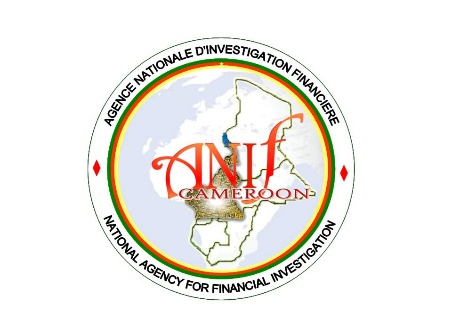 AGENCE NATIONALE D'INVESTIGATION FINANCIERE
ANIf
CAMEROON
NATIONAL AGENCY FOR FINANCIAL INVESTIGATION